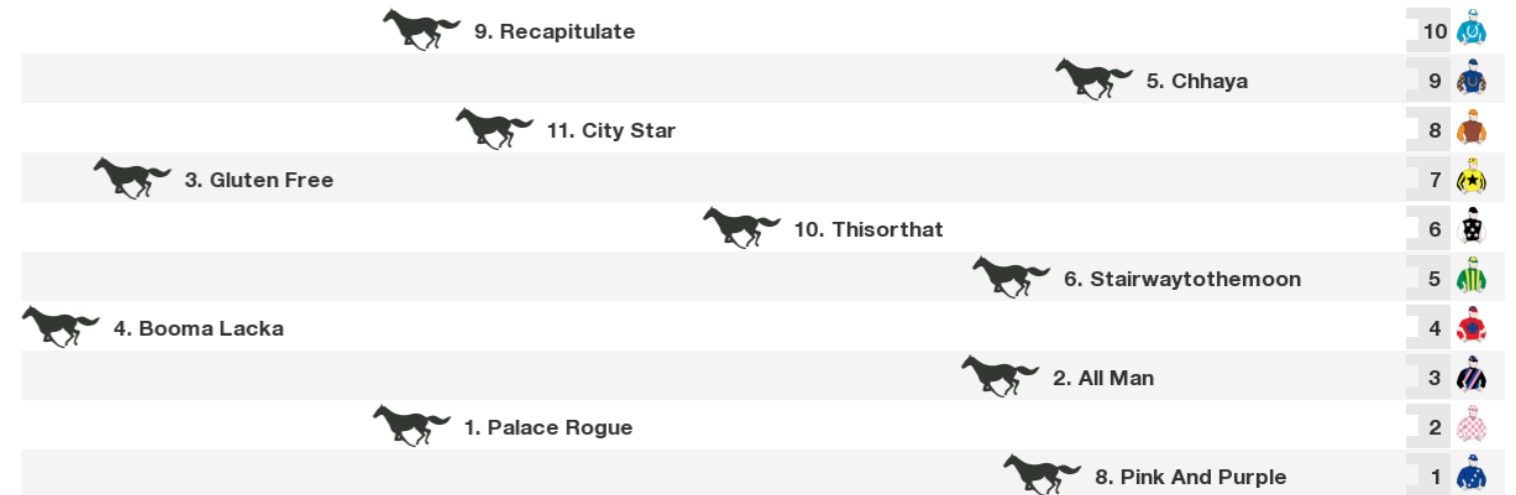 9. Recapitulate 10
5. Chhaya 9
11. City Star 8
3. Gluten Free 7
10. Thisorthat 6
6. Stairwaytothemoon 5
4. Booma Lacka 4
2. All Man 3
1. Palace Rogue 2
8. Pink And Purple 1